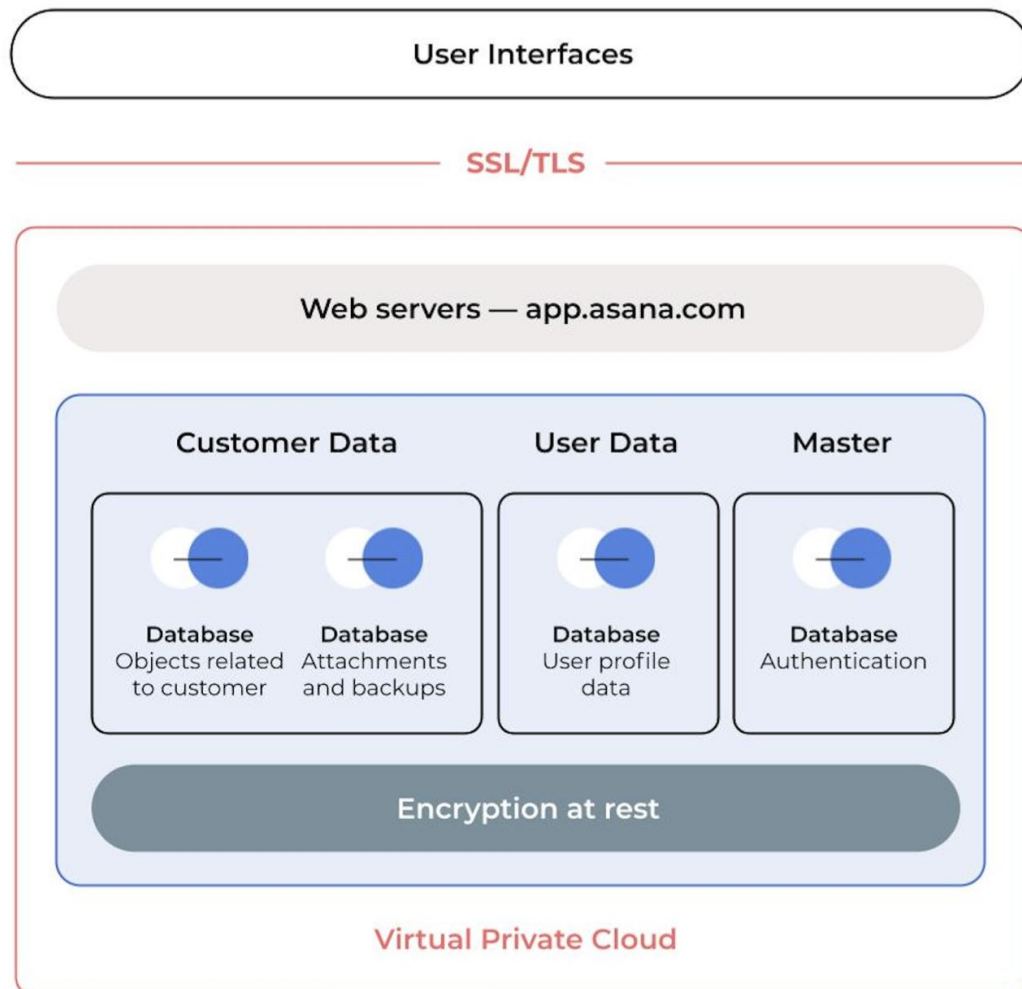 User Interfaces
SSL/TLS
Web servers — app.asana.com
Customer Data
User Data
Master
Database
Objects related
to customer
Database
Attachments
and backups
Database
User profile
data
Database
Authentication
Encryption at rest
Virtual Private Cloud